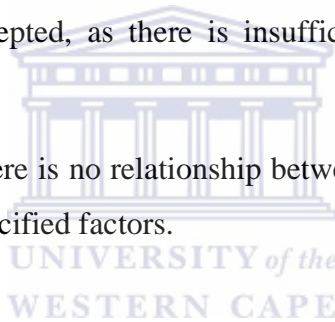 epted, as there is insuffic
ere is no relationship betwe
cified factors.
UNIVERSITY of the
WESTERN CAPE